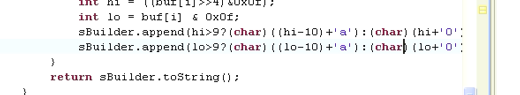 int hi = ((buf[i]>>4)&0x0f);
int lo = buf[i] & 0x0f;
sBuilder.append(hi>9?(char)((hi-10)+'a'):(char)(hi+'0'
sBuilder.append(lo>9?(char)((lo-10)+'a'):(char)(lo+'0'
}
return sBuilder.toString();
}